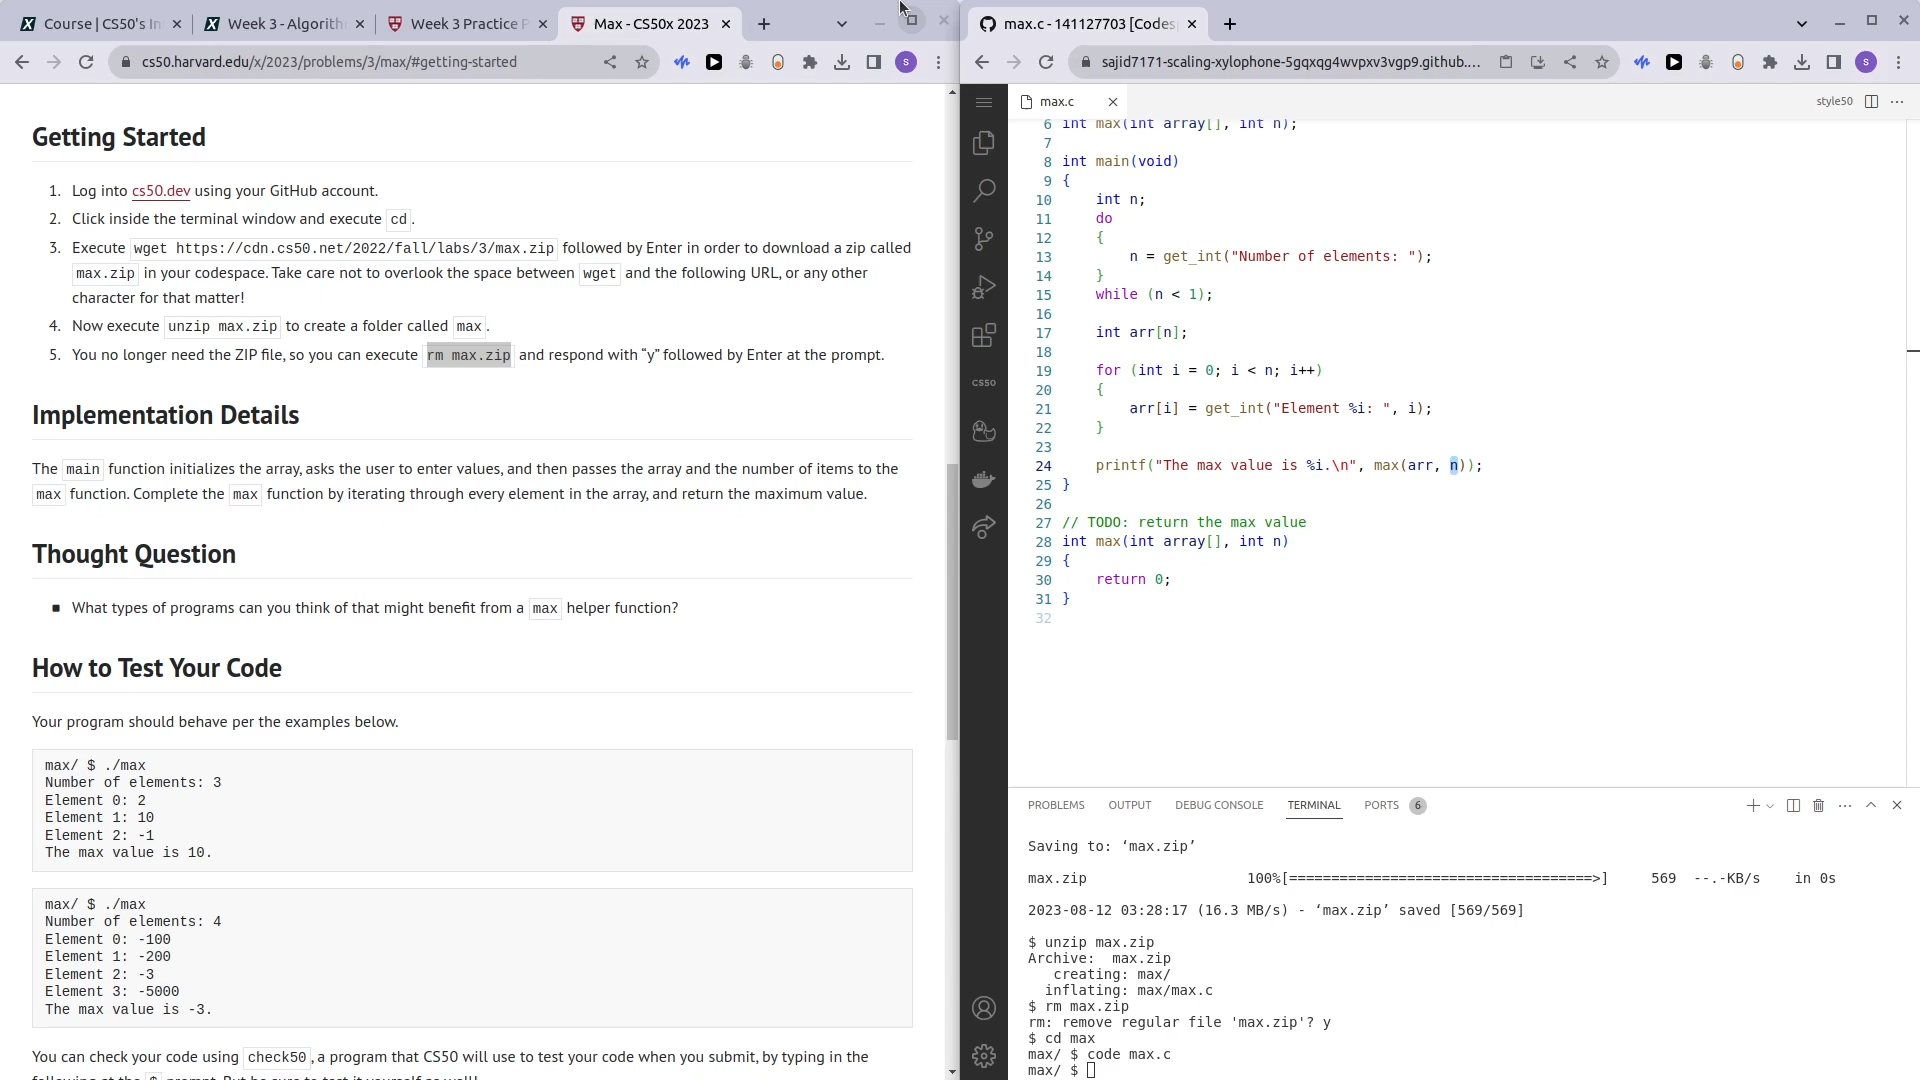 Course | CS50's In
Week 3 - Algorith
Week 3 Practice P
Max - CS50x 2023
cs50.harvard.edu/x/2023/problems/3/max/#getting-started
s
Getting Started
1. Log into cs50.dev using your GitHub account.
2. Click inside the terminal window and execute cd.
3. Execute wget https://cdn.cs50.net/2022/fall/labs/3/max.zip followed by Enter in order to download a zip called
max.zip in your codespace. Take care not to overlook the space between wget and the following URL, or any other
character for that matter!
4. Now execute unzip max.zip to create a folder called max.
5. You no longer need the ZIP file, so you can execute rm max.zip and respond with “y” followed by Enter at the prompt.
Implementation Details
The main function initializes the array, asks the user to enter values, and then passes the array and the number of items to the
max function. Complete the max function by iterating through every element in the array, and return the maximum value.
Thought Question
What types of programs can you think of that might benefit from a max helper function?
How to Test Your Code
Your program should behave per the examples below.
max/ $ ./max
Number of elements: 3
Element 0: 2
Element 1: 10
Element 2: -1
The max value is 10.
max/ $ ./max
Number of elements: 4
Element 0: -100
Element 1: -200
Element 2: -3
Element 3: -5000
The max value is -3.
You can check your code using check50, a program that CS50 will use to test your code when you submit, by typing in the
following at the $ prompt. But be sure to test it yourself as well!
max.c - 141127703 [Codesp
sajid7171-scaling-xylophone-5gqxqg4wvpxv3vgp9.github....
s
max.c
style50
CS50
6 int max(int array[], int n);
7
8 int main(void)
9 {
10 int n;
11 do
12 {
13 n = get_int("Number of elements: ");
14 }
15 while (n < 1);
16
17 int arr[n];
18
19 for (int i = 0; i < n; i++)
20 {
21 arr[i] = get_int("Element %i: ", i);
22 }
23
24 printf("The max value is %i.\n", max(arr, n));
25 }
26
27 // TODO: return the max value
28 int max(int array[], int n)
29 {
30 return 0;
31 }
32
PROBLEMS OUTPUT DEBUG CONSOLE TERMINAL PORTS 6
Saving to: ‘max.zip’
max.zip 100%[====================================>] 569 --.-KB/s in 0s
2023-08-12 03:28:17 (16.3 MB/s) - ‘max.zip’ saved [569/569]
$ unzip max.zip
Archive: max.zip
creating: max/
inflating: max/max.c
$ rm max.zip
rm: remove regular file 'max.zip'? y
$ cd max
max/ $ code max.c
max/ $